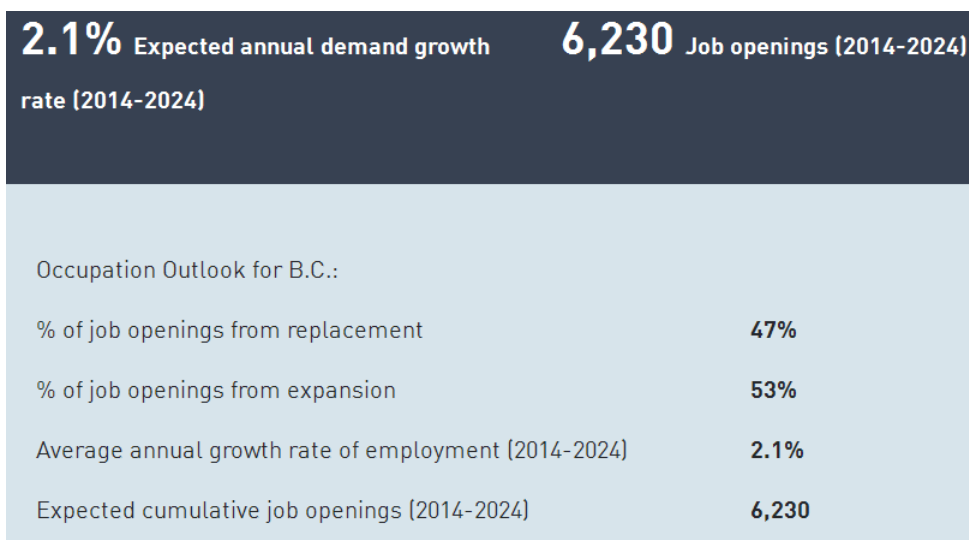 2.1% Expected annual demand growth
rate (2014-2024)
6,230 Job openings (2014-2024)
Occupation Outlook for B.C.:
% of job openings from replacement 47%
% of job openings from expansion 53%
Average annual growth rate of employment (2014-2024) 2.1%
Expected cumulative job openings (2014-2024) 6,230